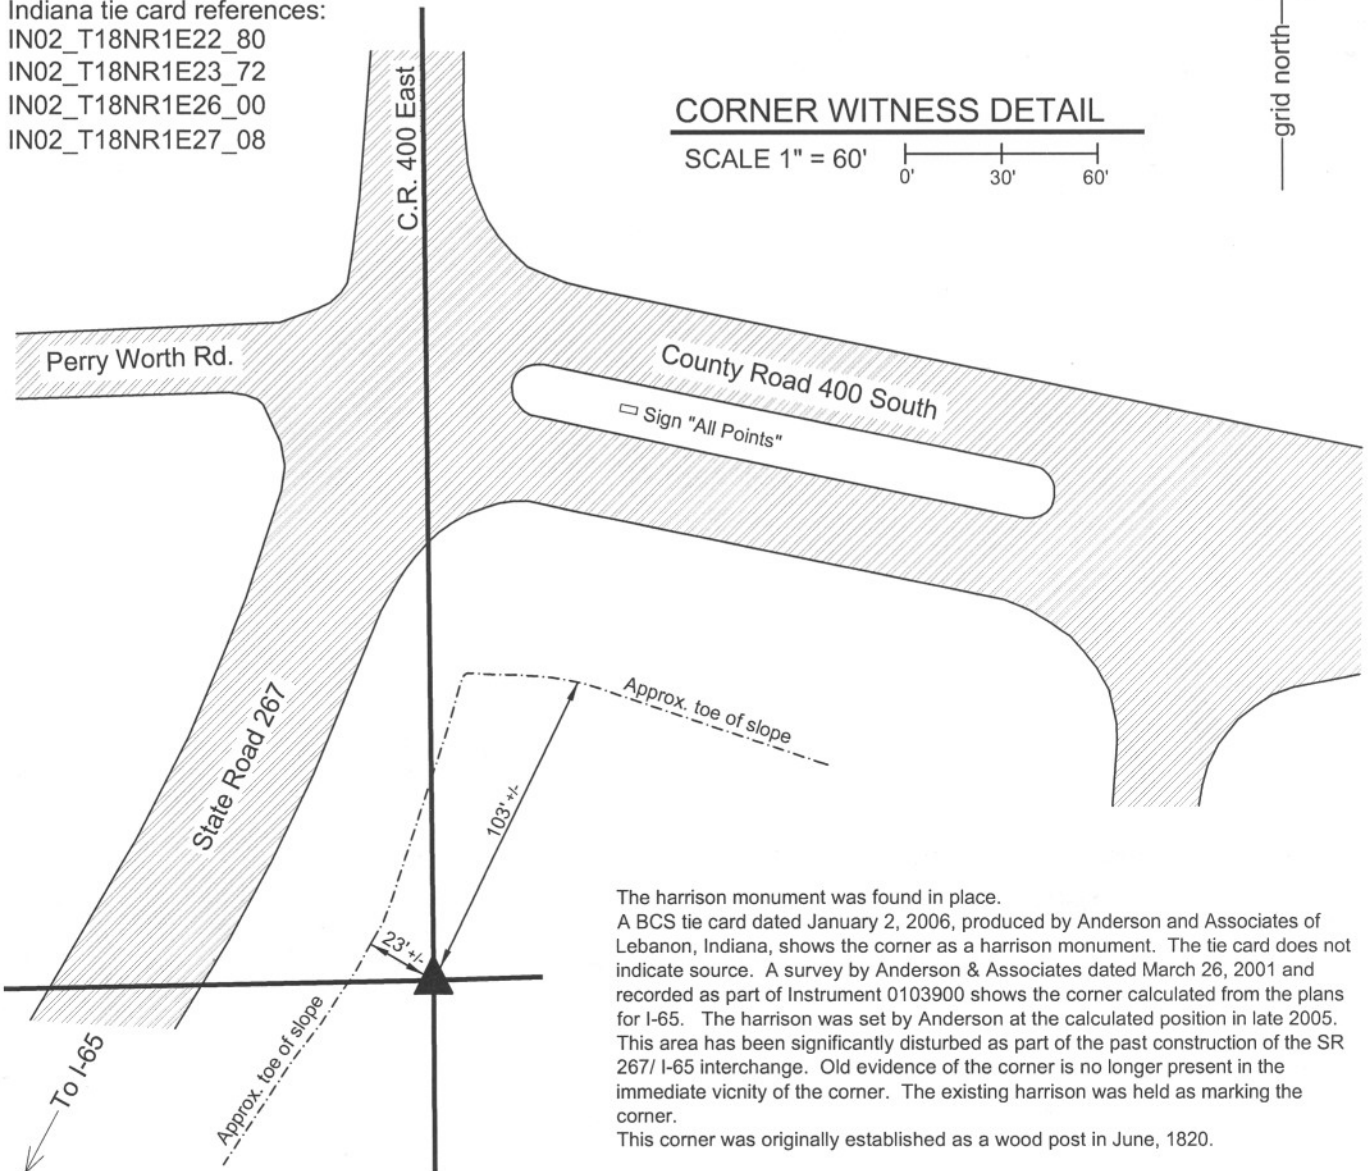 Indiana tie card references:
IN02_T18NR1E22_80
IN02_T18NR1E23_72
IN02_T18NR1E26_00
IN02_T18NR1E27_08
C.R. 400 East
CORNER WITNESS DETAIL
SCALE 1" = 60'
0' 30' 60'
grid north
Perry Worth Rd.
County Road 400 South
Sign "All Points"
State Road 267
Approx. toe of slope
103' +/-
23' +/-
Approx. toe of slope
To I-65
The harrison monument was found in place.
A BCS tie card dated January 2, 2006, produced by Anderson and Associates of
Lebanon, Indiana, shows the corner as a harrison monument. The tie card does not
indicate source. A survey by Anderson & Associates dated March 26, 2001 and
recorded as part of Instrument 0103900 shows the corner calculated from the plans
for I-65. The harrison was set by Anderson at the calculated position in late 2005.
This area has been significantly disturbed as part of the past construction of the SR
267/ I-65 interchange. Old evidence of the corner is no longer present in the
immediate vicnity of the corner. The existing harrison was held as marking the
corner.
This corner was originally established as a wood post in June, 1820.